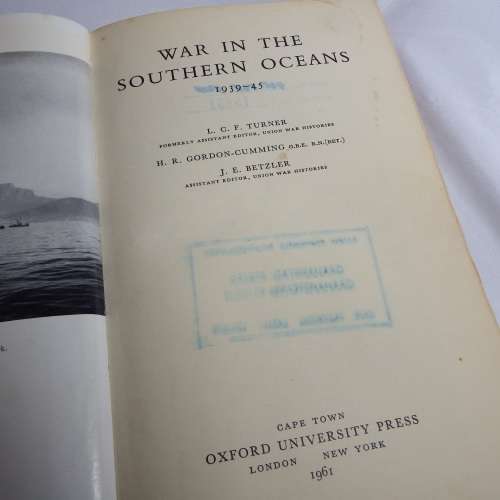 WAR IN THE
SOUTHERN OCEANS
1939-45
L. C. F. TURNER
FORMERLY ASSISTANT EDITOR, UNION WAR HISTORIES
H. R. GORDON-CUMMING O.B.E. R.N.(RET.)
J. E. BETZLER
ASSISTANT EDITOR, UNION WAR HISTORIES
CAPE TOWN
OXFORD UNIVERSITY PRESS
LONDON NEW YORK
1961